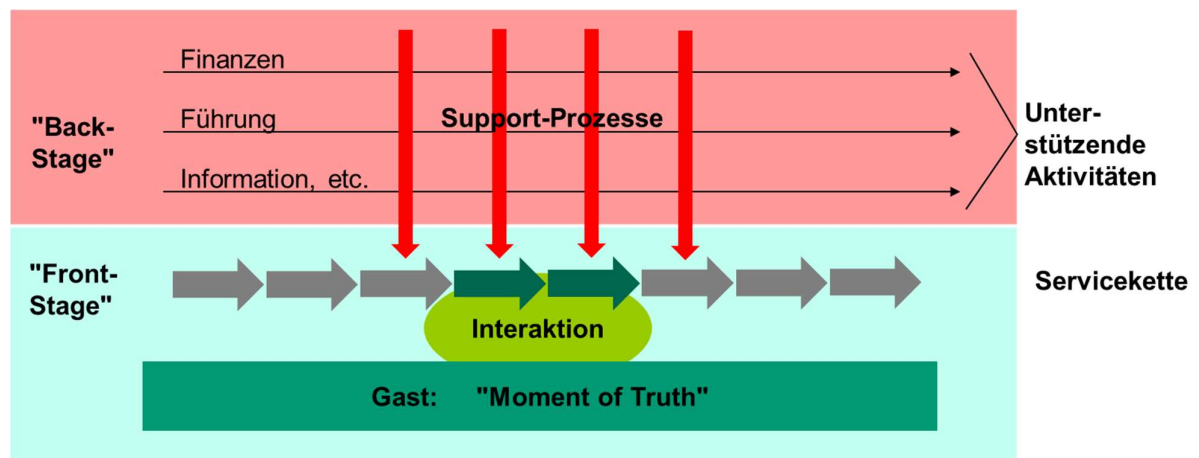 Finanzen
"Back-
Stage"
Führung
Support-Prozesse
Information, etc.
Unter-
stützende
Aktivitäten
"Front-
Stage"
Servicekette
Interaktion
Gast: "Moment of Truth"